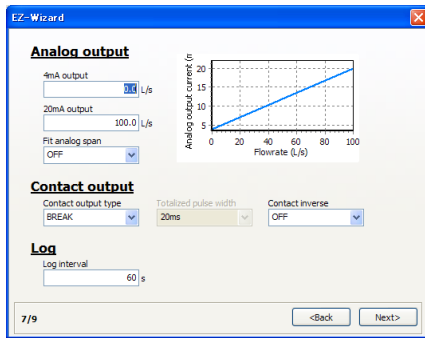 EZ-Wizard
Analog output
4mA output
0.0 L/s
20mA output
100.0 L/s
Fit analog span
OFF
Analog output current (m
20
15
10
5
0 20 40 60 80 100
Flowrate (L/s)
Contact output
Contact output type
BREAK
Totalized pulse width
20ms
Contact inverse
OFF
Log
Log interval
60 s
7/9
<Back
Next>